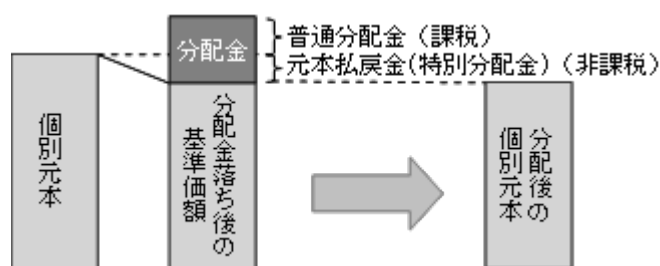 分配金
普通分配金（課税）
元本払戻金(特別分配金)（非課税）
個別元本
分配金落ち後の
基準価額
分配後の
個別元本